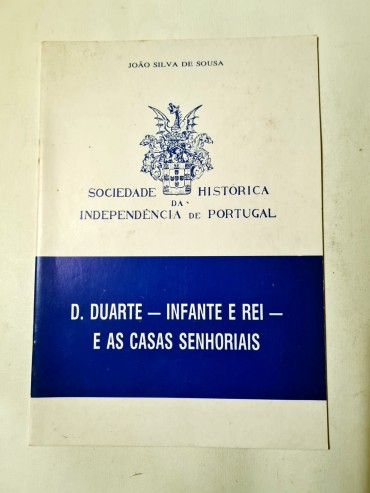 JOÃO SILVA DE SOUSA
SOCIEDADE HISTÓRICA
DA
INDEPENDÊNCIA DE PORTUGAL
D. DUARTE — INFANTE E REI —
E AS CASAS SENHORIAIS